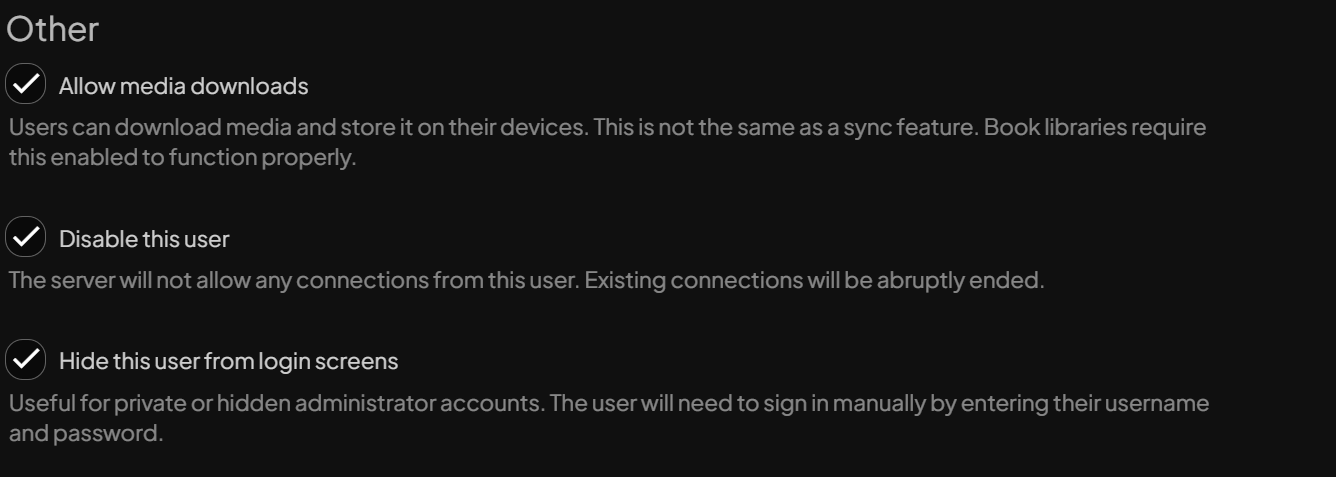 Other
Allow media downloads
Users can download media and store it on their devices. This is not the same as a sync feature. Book libraries require
this enabled to function properly.
Disable this user
The server will not allow any connections from this user. Existing connections will be abruptly ended.
Hide this user from login screens
Useful for private or hidden administrator accounts. The user will need to sign in manually by entering their username
and password.